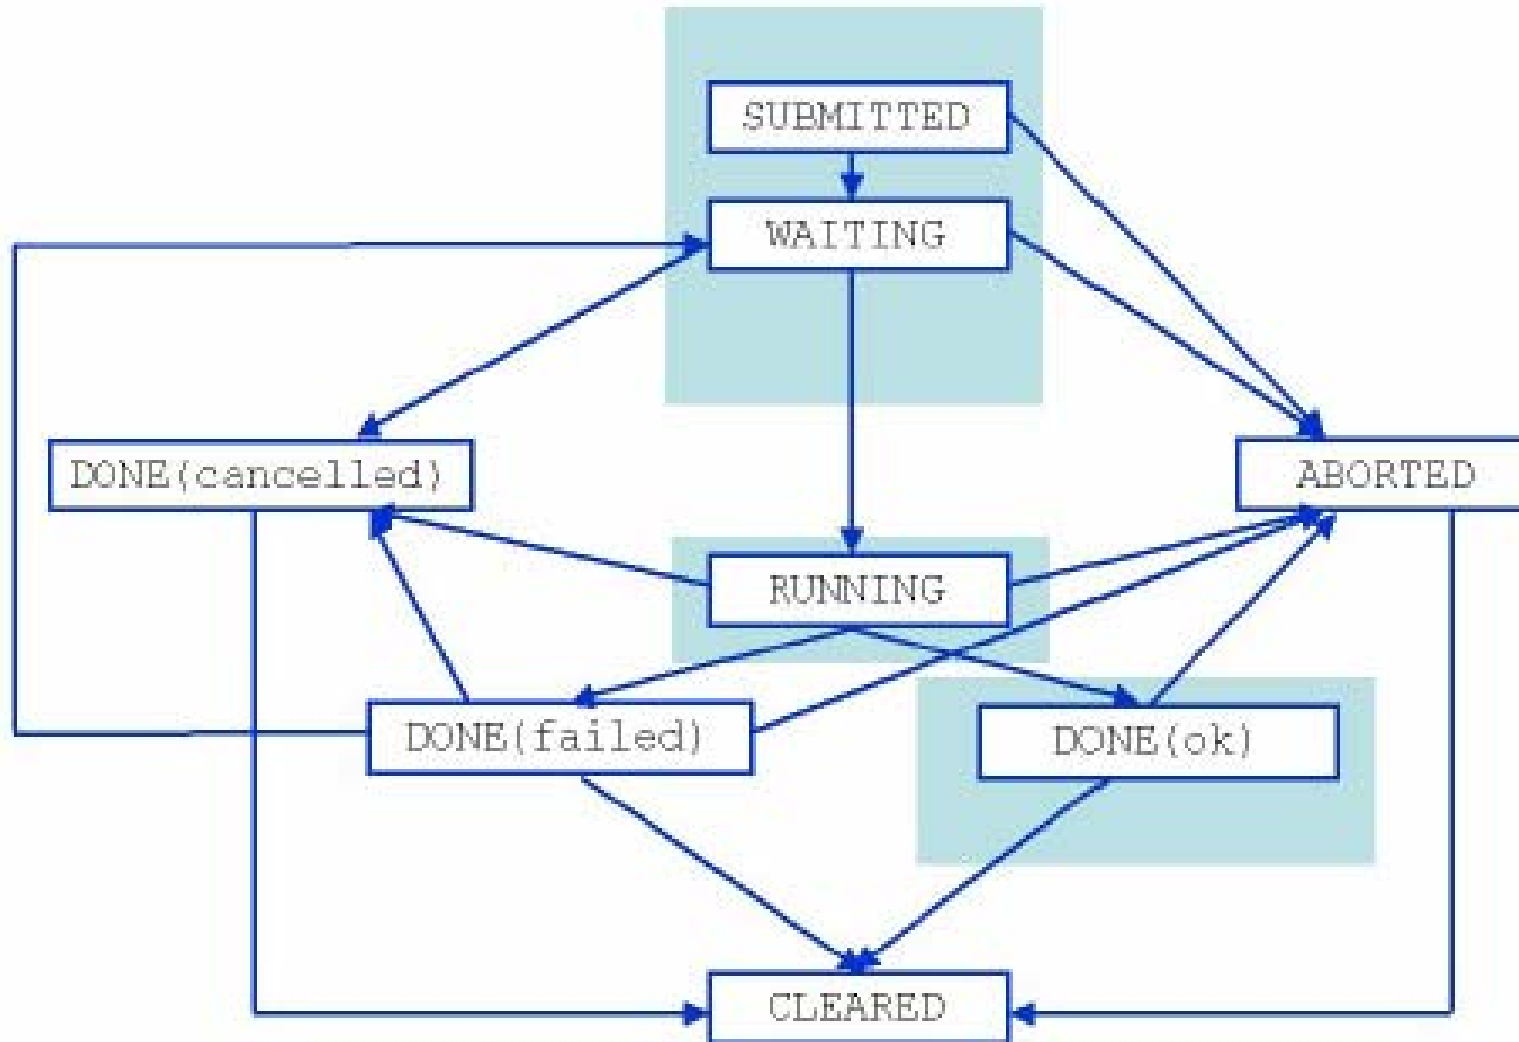 SUBMITTED
WAITING
DONE(cancelled)
ABORTED
RUNNING
DONE(failed)
DONE(ok)
CLEARED